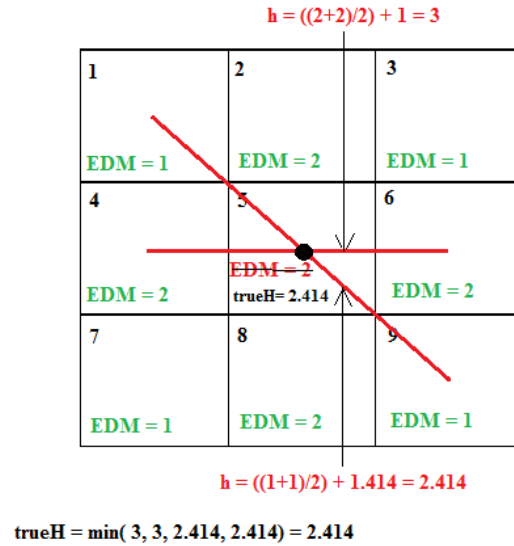 h = ((2+2)/2) + 1 = 3
1
2
3
EDM = 1
EDM = 2
EDM = 1
4
5
6
EDM = 2
EDM = 2
trueH= 2.414
EDM = 2
7
8
9
EDM = 1
EDM = 2
EDM = 1
h = ((1+1)/2) + 1.414 = 2.414
trueH = min( 3, 3, 2.414, 2.414) = 2.414